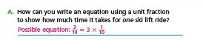 A. How can you write an equation using a unit fraction
to show how much time it takes for one ski lift ride?
Possible equation: 3/10 = 3 × 1/10